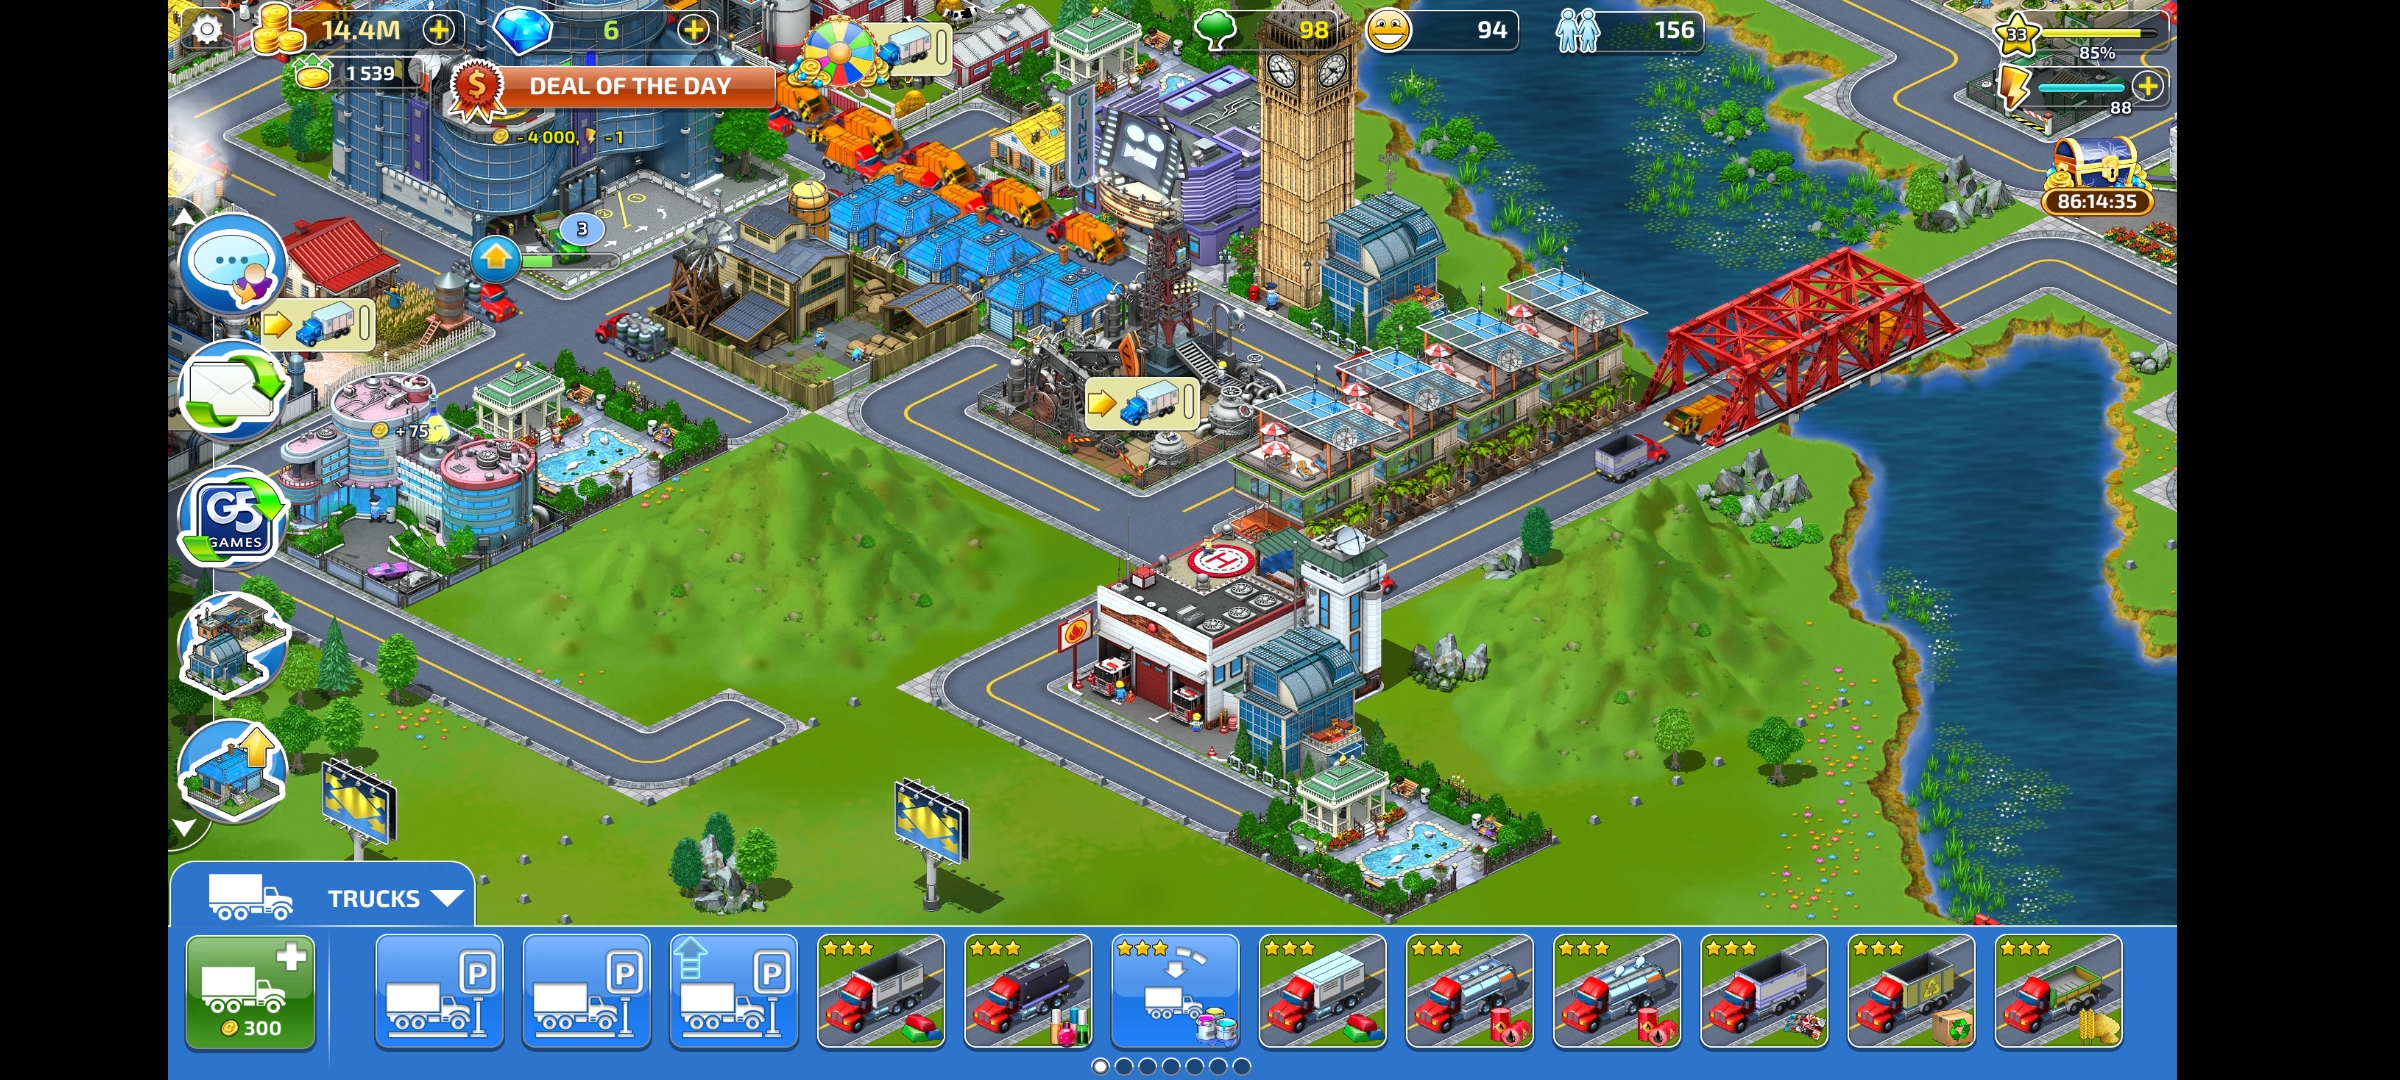 14.4M
6
98
94
156
33
85%
1 539
DEAL OF THE DAY
88
- 4 000, - 1
CINEMA
86:14:35
3
+75
G5
GAMES
H
TRUCKS
300
P
P
P